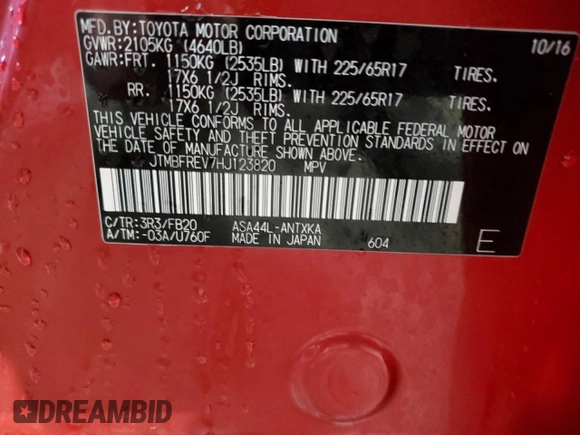 MFD.BY:TOYOTA MOTOR CORPORATION 10/16
GVWR:2105KG (4640LB)
GAWR:FRT. 1150KG (2535LB) WITH 225/65R17 TIRES.
17X6 1/2J RIMS.
RR. 1150KG (2535LB) WITH 225/65R17 TIRES.
17X6 1/2J RIMS.
THIS VEHICLE CONFORMS TO ALL APPLICABLE FEDERAL MOTOR
VEHICLE SAFETY AND THEFT PREVENTION STANDARDS IN EFFECT ON
THE DATE OF MANUFACTURE SHOWN ABOVE.
JTMBFREV7HJ123820 MPV
C/TR:3R3/FB20 ASA44L-ANTXKA
A/TM:-03A/U760F MADE IN JAPAN 604 E
DREAMBID